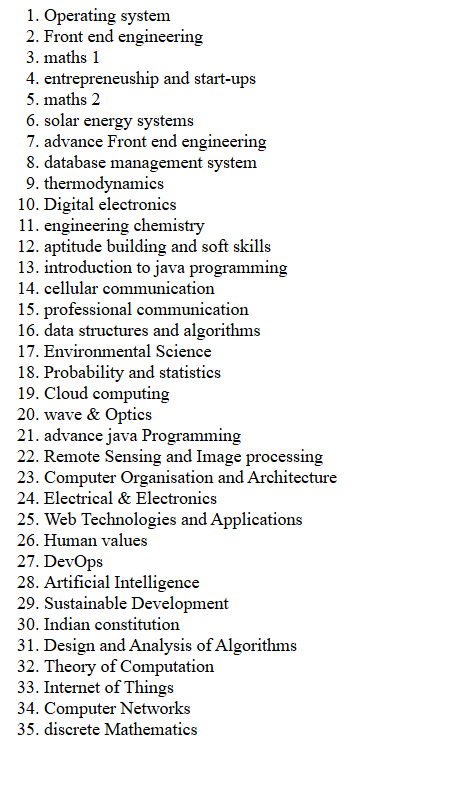 1. Operating system
2. Front end engineering
3. maths 1
4. entrepreneuship and start-ups
5. maths 2
6. solar energy systems
7. advance Front end engineering
8. database management system
9. thermodynamics
10. Digital electronics
11. engineering chemistry
12. aptitude building and soft skills
13. introduction to java programming
14. cellular communication
15. professional communication
16. data structures and algorithms
17. Environmental Science
18. Probability and statistics
19. Cloud computing
20. wave & Optics
21. advance java Programming
22. Remote Sensing and Image processing
23. Computer Organisation and Architecture
24. Electrical & Electronics
25. Web Technologies and Applications
26. Human values
27. DevOps
28. Artificial Intelligence
29. Sustainable Development
30. Indian constitution
31. Design and Analysis of Algorithms
32. Theory of Computation
33. Internet of Things
34. Computer Networks
35. discrete Mathematics